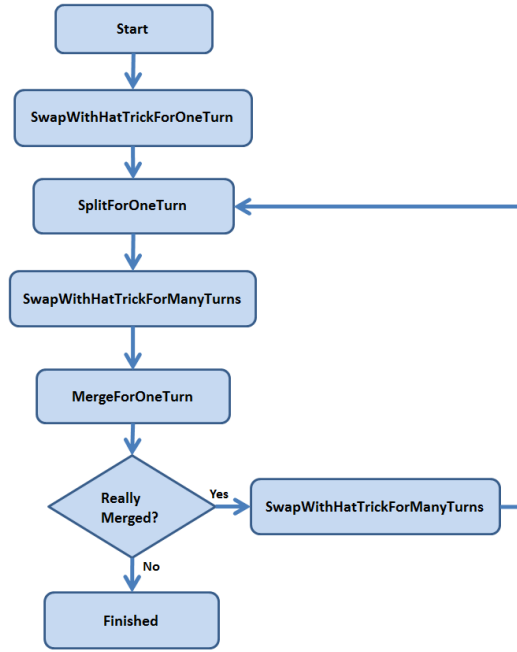 Start
SwapWithHatTrickForOneTurn
SplitForOneTurn
SwapWithHatTrickForManyTurns
MergeForOneTurn
Really
Merged?
Yes
SwapWithHatTrickForManyTurns
No
Finished